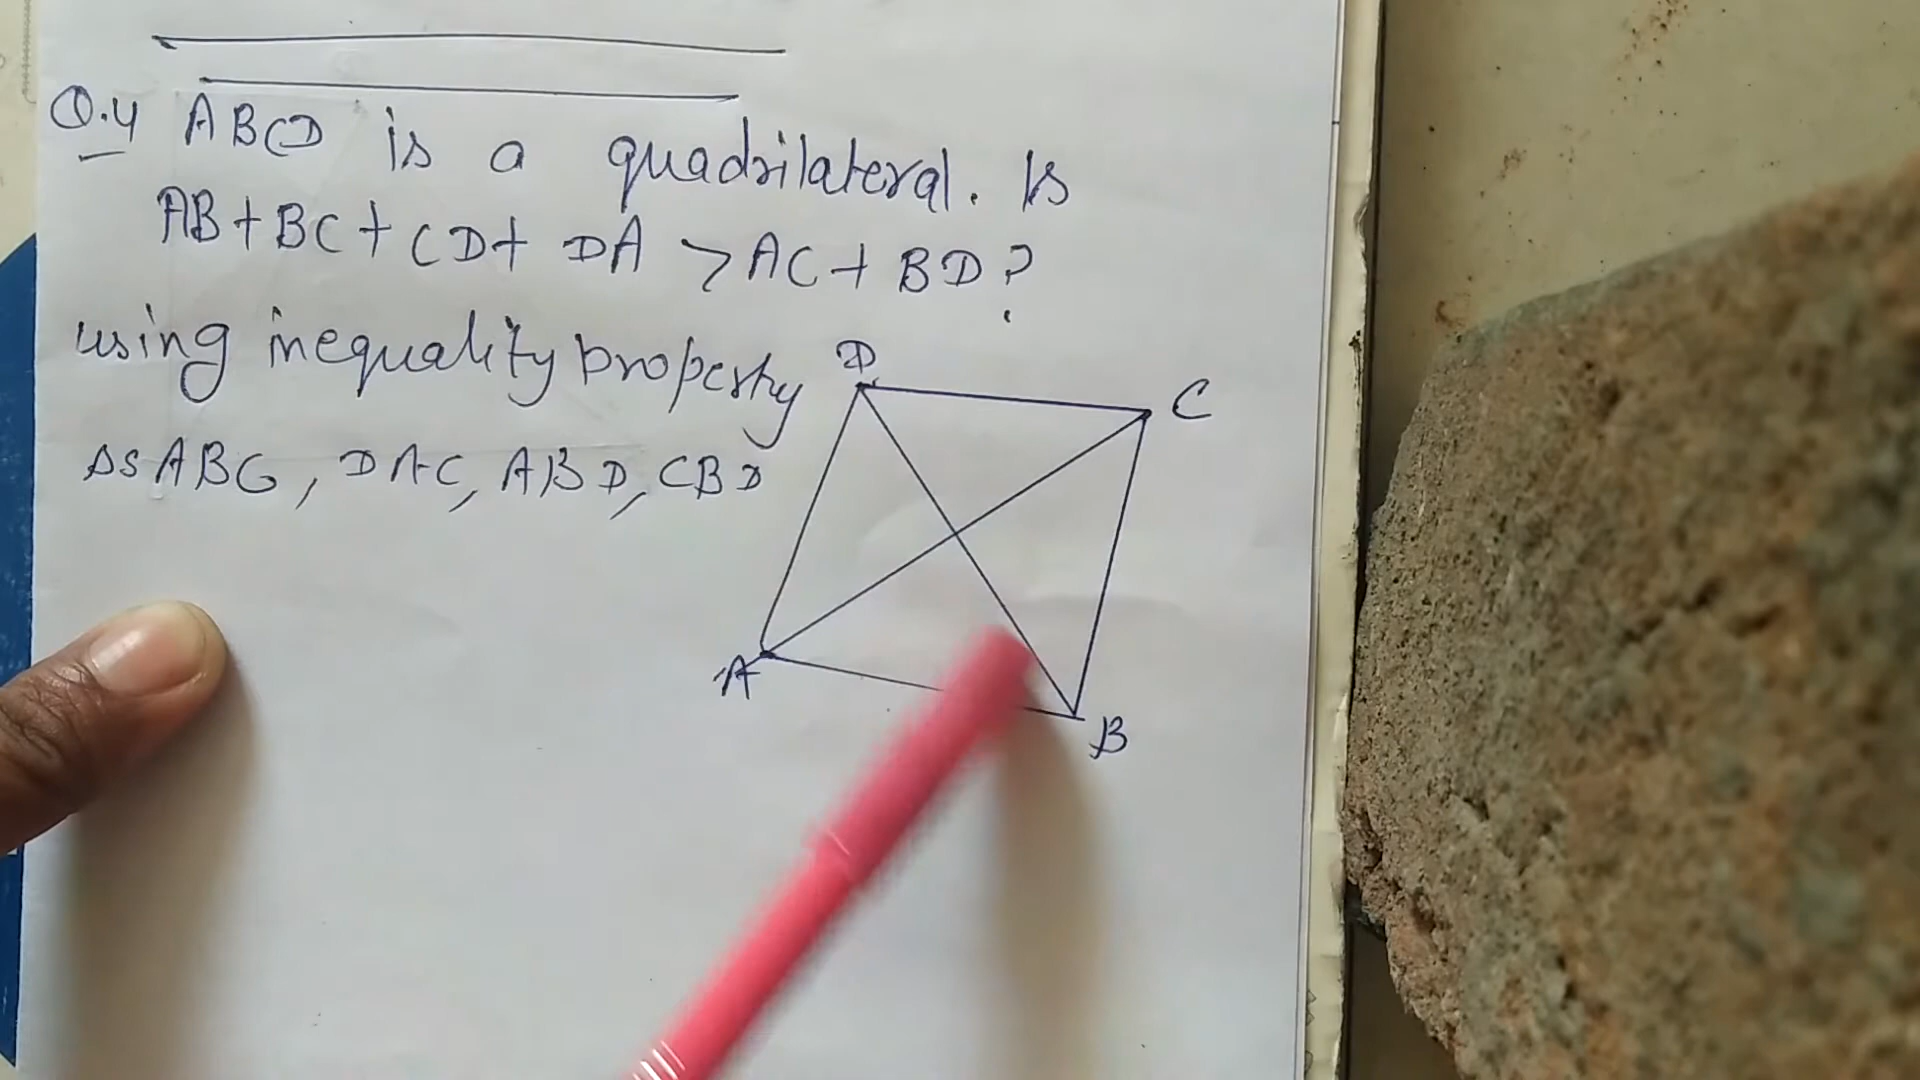 Q.4 ABCD is a quadrilateral. Is
AB+BC+CD+ DA >AC+BD?
using inequality property
Δs ABC, DAC, ABD, CBD
D
C
A
B